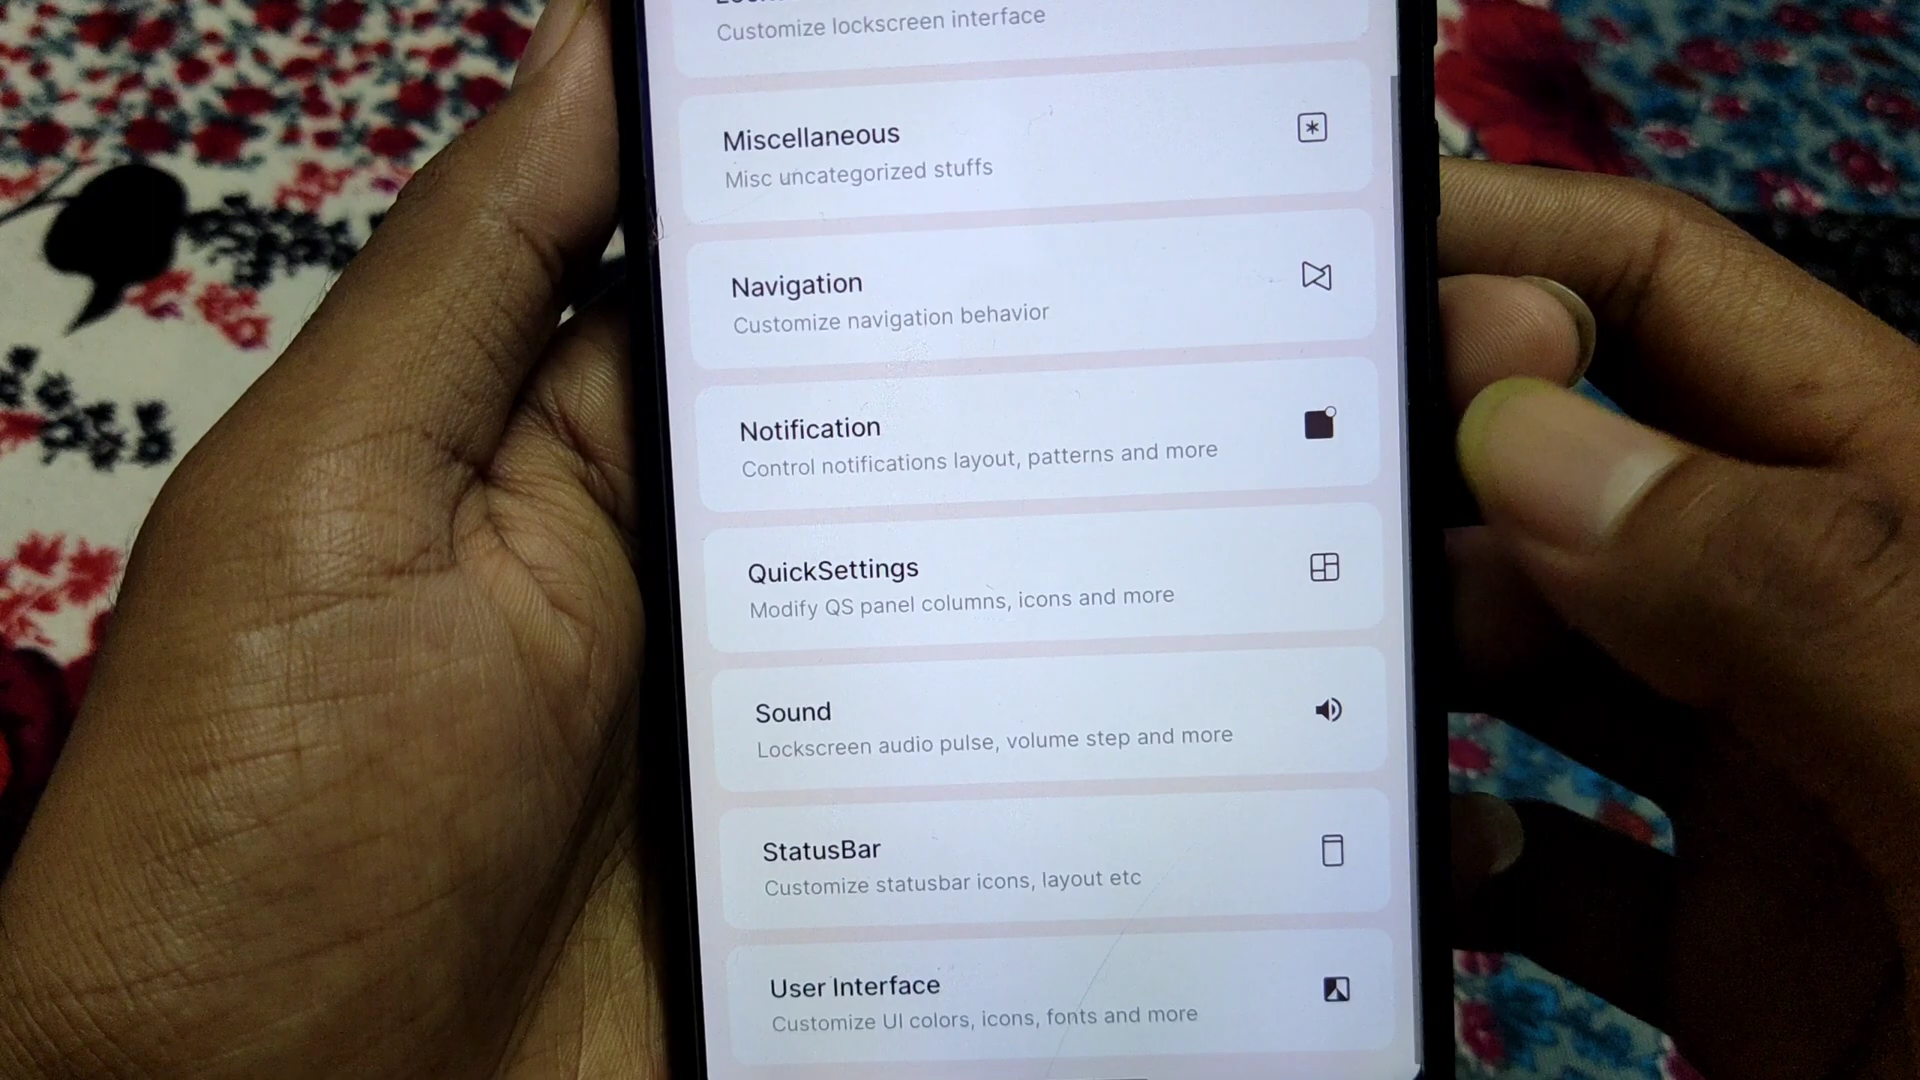 Customize lockscreen interface
Miscellaneous
Misc uncategorized stuffs
Navigation
Customize navigation behavior
Notification
Control notifications layout, patterns and more
QuickSettings
Modify QS panel columns, icons and more
Sound
Lockscreen audio pulse, volume step and more
StatusBar
Customize statusbar icons, layout etc
User Interface
Customize UI colors, icons, fonts and more